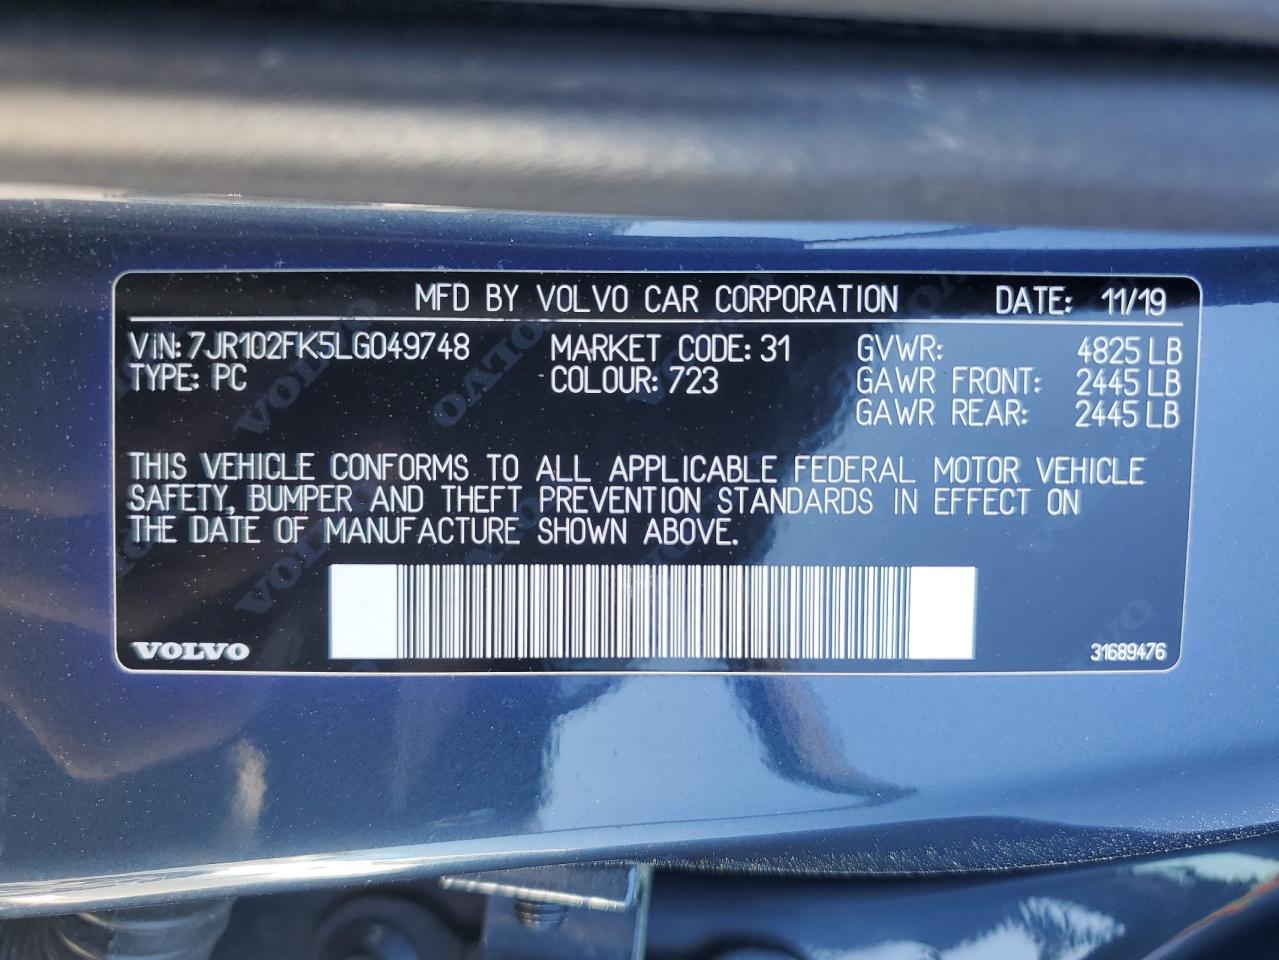 MFD BY VOLVO CAR CORPORATION DATE: 11/19
VIN: 7JR102FK5LG049748 MARKET CODE: 31 GVWR: 4825 LB
TYPE: PC COLOUR: 723 GAWR FRONT: 2445 LB
GAWR REAR: 2445 LB
THIS VEHICLE CONFORMS TO ALL APPLICABLE FEDERAL MOTOR VEHICLE
SAFETY, BUMPER AND THEFT PREVENTION STANDARDS IN EFFECT ON
THE DATE OF MANUFACTURE SHOWN ABOVE.
VOLVO 31689476